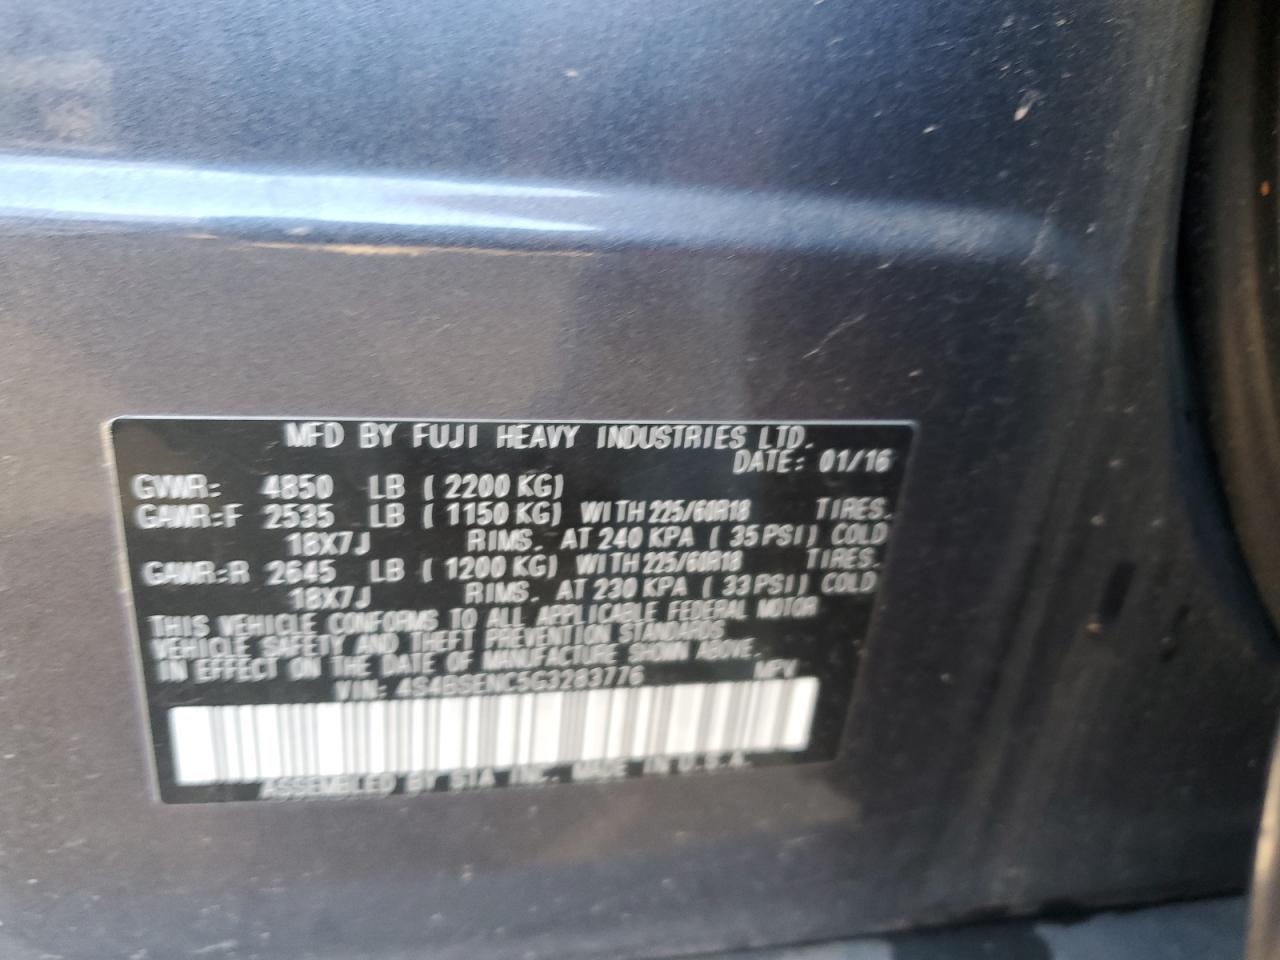 MFD BY FUJI HEAVY INDUSTRIES LTD.
DATE: 01/16
GVWR: 4850 LB ( 2200 KG)
GAWR:F 2535 LB ( 1150 KG) WITH 225/60R18 TIRES.
18X7J RIMS. AT 240 KPA ( 35 PSI) COLD
GAWR:R 2645 LB ( 1200 KG) WITH 225/60R18 TIRES.
18X7J RIMS. AT 230 KPA ( 33 PSI) COLD
THIS VEHICLE CONFORMS TO ALL APPLICABLE FEDERAL MOTOR
VEHICLE SAFETY AND THEFT PREVENTION STANDARDS
IN EFFECT ON THE DATE OF MANUFACTURE SHOWN ABOVE.
VIN: 4S4BSENC5G3283776 MPV
ASSEMBLED BY SIA INC. MADE IN U.S.A.